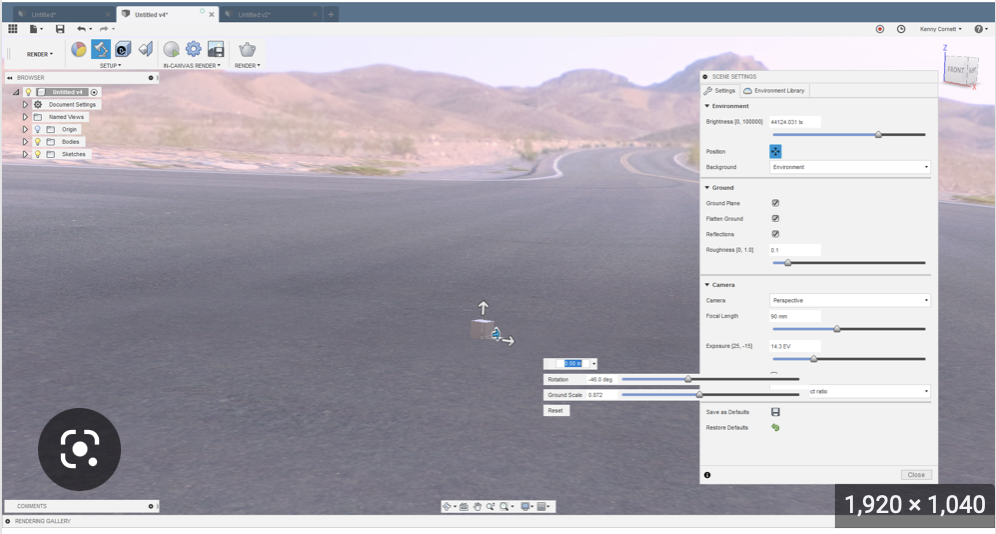 Untitled*
Untitled v4*
Untitled v2*
Kenny Cornett
RENDER
SETUP
IN-CANVAS RENDER
RENDER
BROWSER
Untitled v4
Document Settings
Named Views
Origin
Bodies
Sketches
Z
FRONT
X
SCENE SETTINGS
Settings
Environment Library
Environment
Brightness [0, 100000]
44124.031 lx
Position
Background
Environment
Ground
Ground Plane
Flatten Ground
Reflections
Roughness [0, 1.0]
0.1
Camera
Camera
Perspective
Focal Length
90 mm
Exposure [25, -15]
14.3 EV
0.00 in
Rotation
-46.0 deg
ct ratio
Ground Scale
0.872
Reset
Save as Defaults
Restore Defaults
Close
COMMENTS
1,920 × 1,040
RENDERING GALLERY